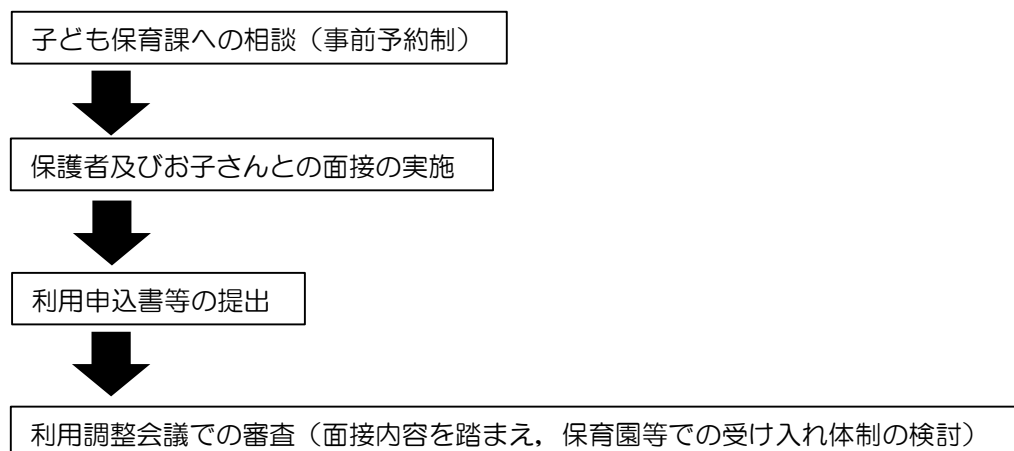 子ども保育課への相談（事前予約制）
保護者及びお子さんとの面接の実施
利用申込書等の提出
利用調整会議での審査（面接内容を踏まえ，保育園等での受け入れ体制の検討）